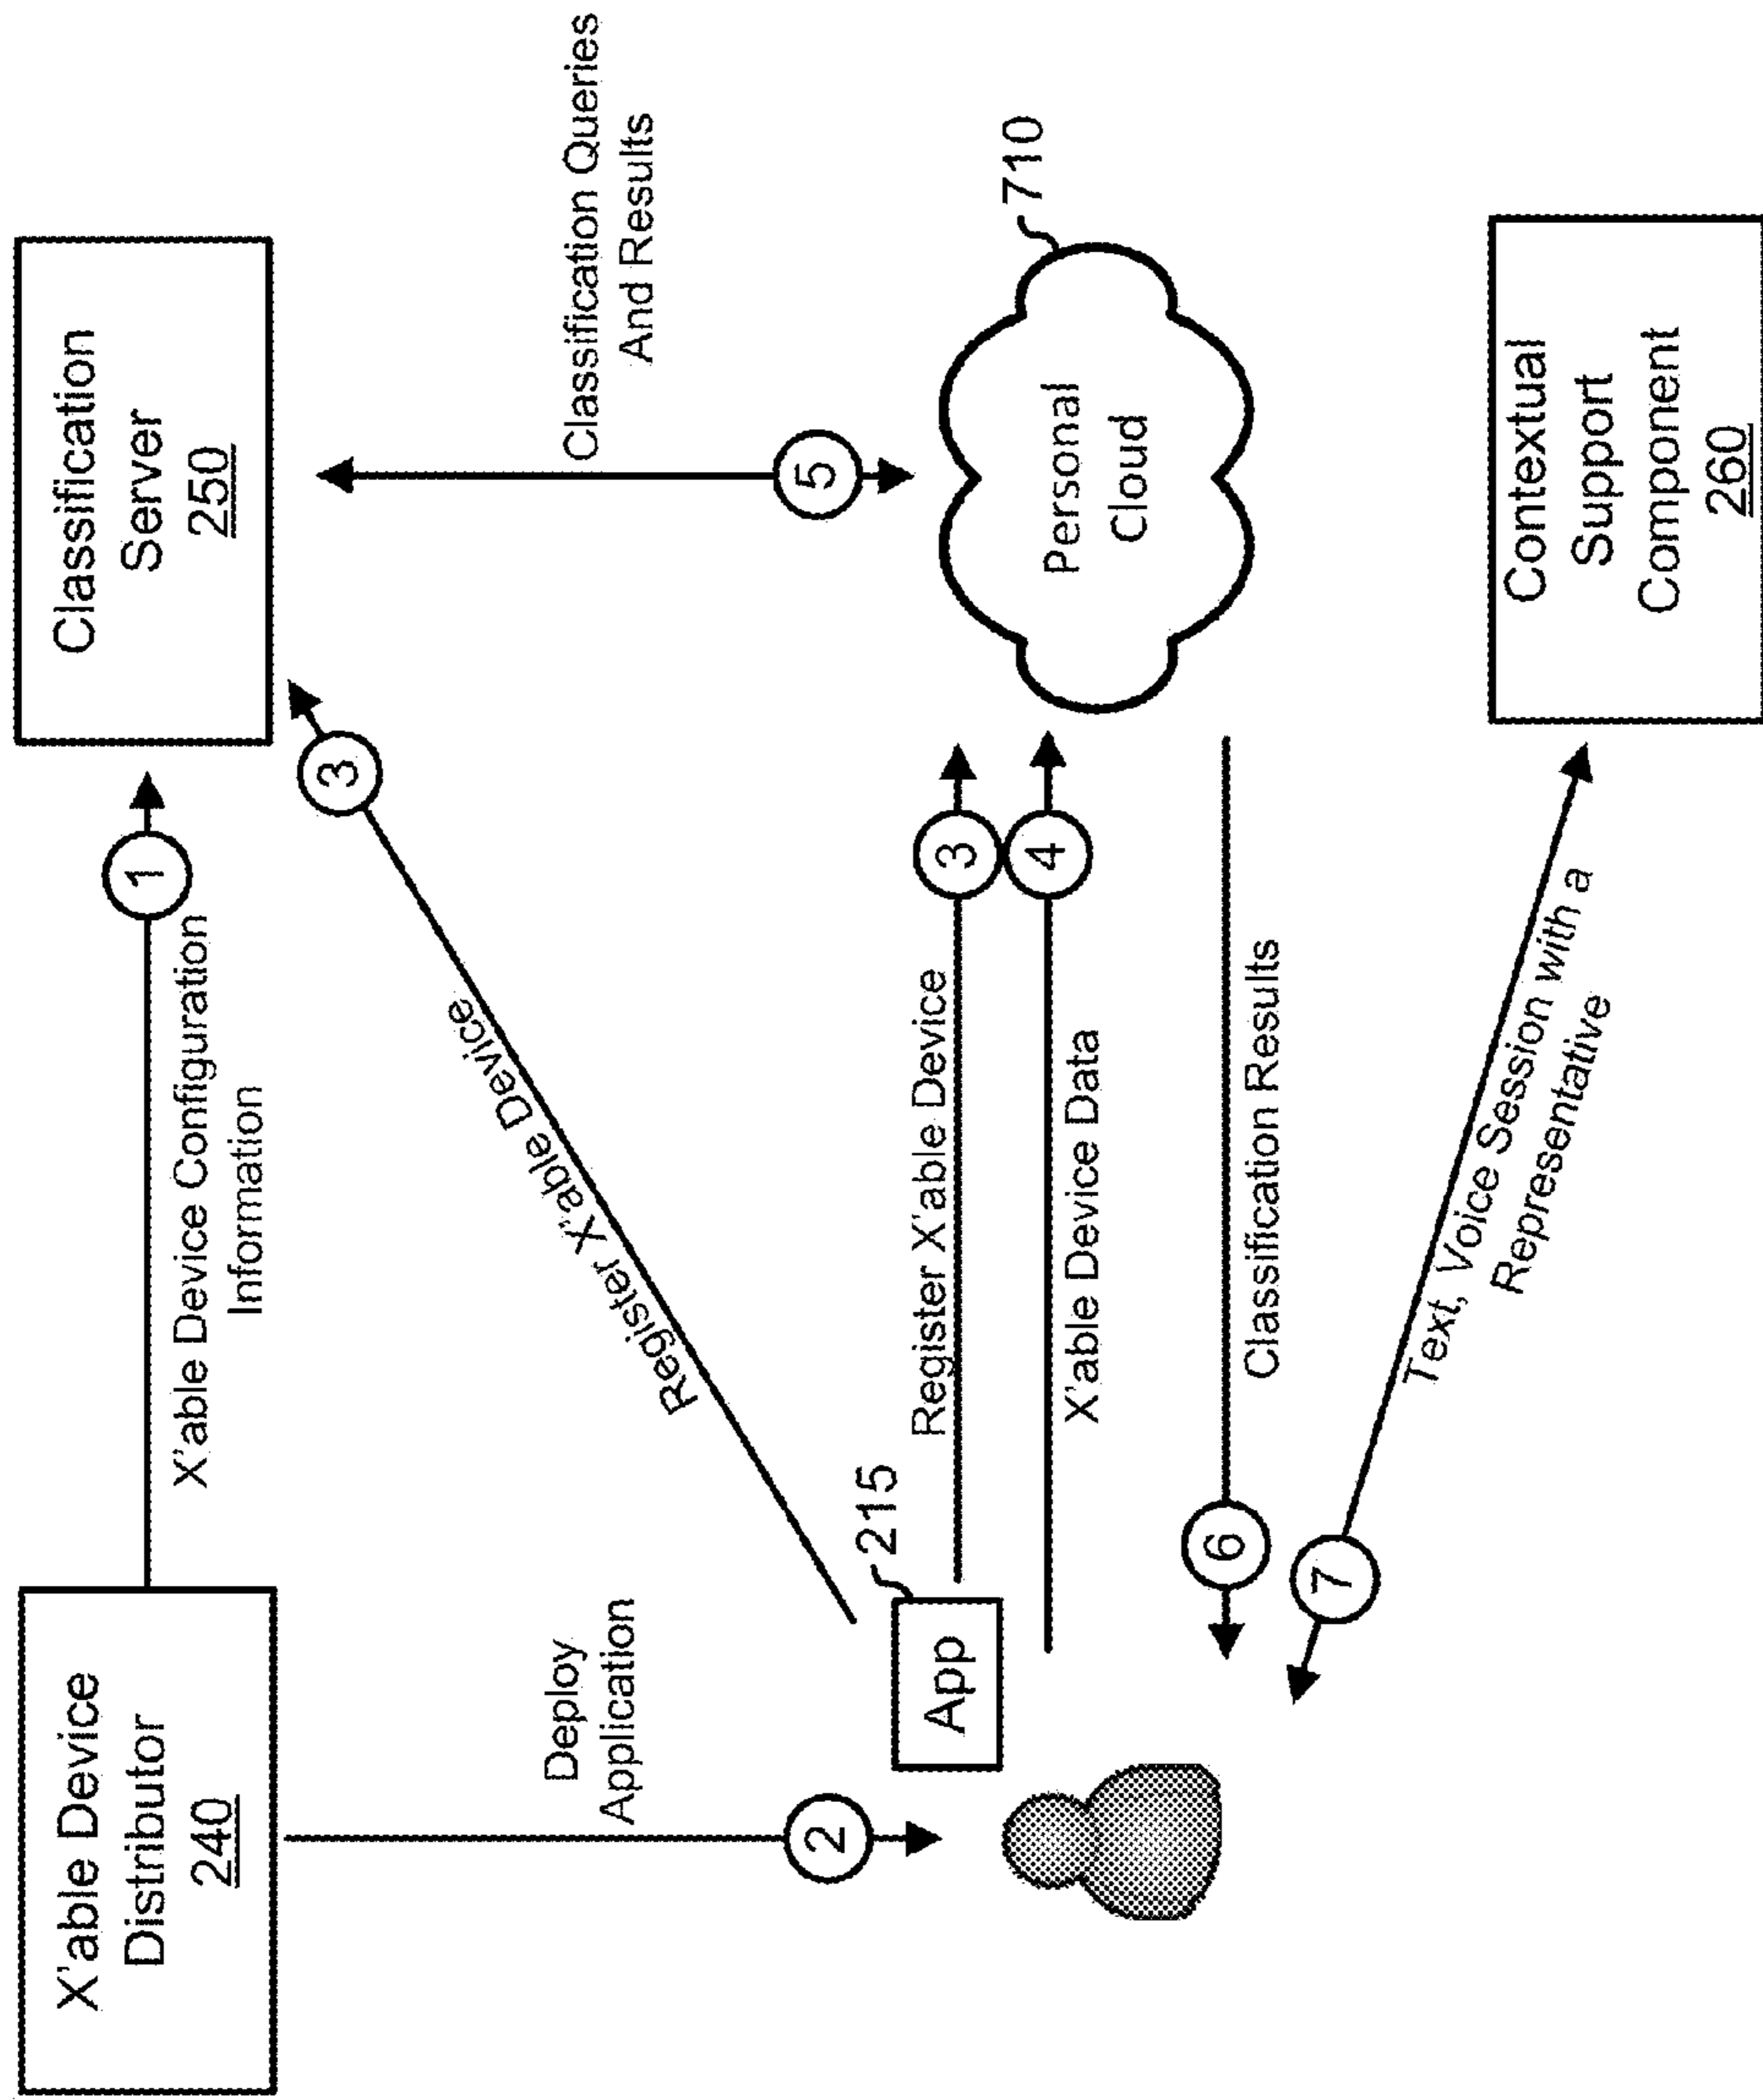 X'able Device
Distributor
240
1
X'able Device Configuration
Information
Classification
Server
250
Deploy
Application
2
3
Register X'able Device
5
Classification Queries
And Results
App
215
Register X'able Device
3
X'able Device Data
4
Personal
Cloud
710
6
Classification Results
7
Text, Voice Session with a
Representative
Contextual
Support
Component
260